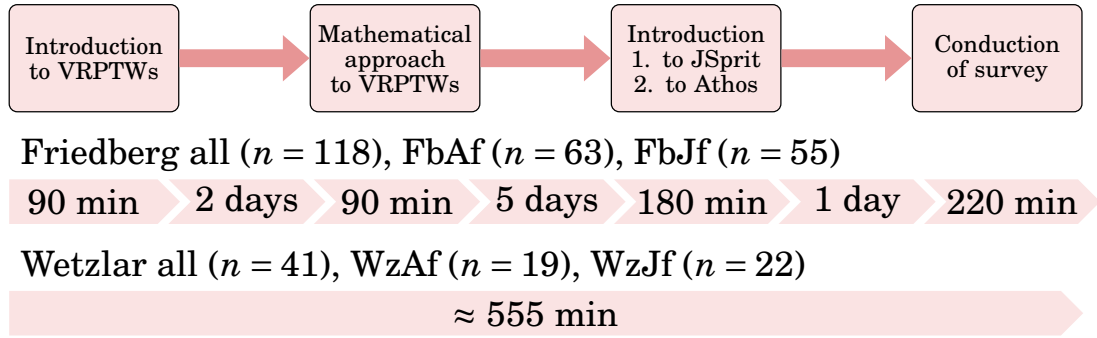 Introduction
to VRPTWs
Mathematical
approach
to VRPTWs
Introduction
1. to JSprit
2. to Athos
Conduction
of survey
Friedberg all (n = 118), FbAf (n = 63), FbJf (n = 55)
90 min 2 days 90 min 5 days 180 min 1 day 220 min
Wetzlar all (n = 41), WzAf (n = 19), WzJf (n = 22)
≈ 555 min